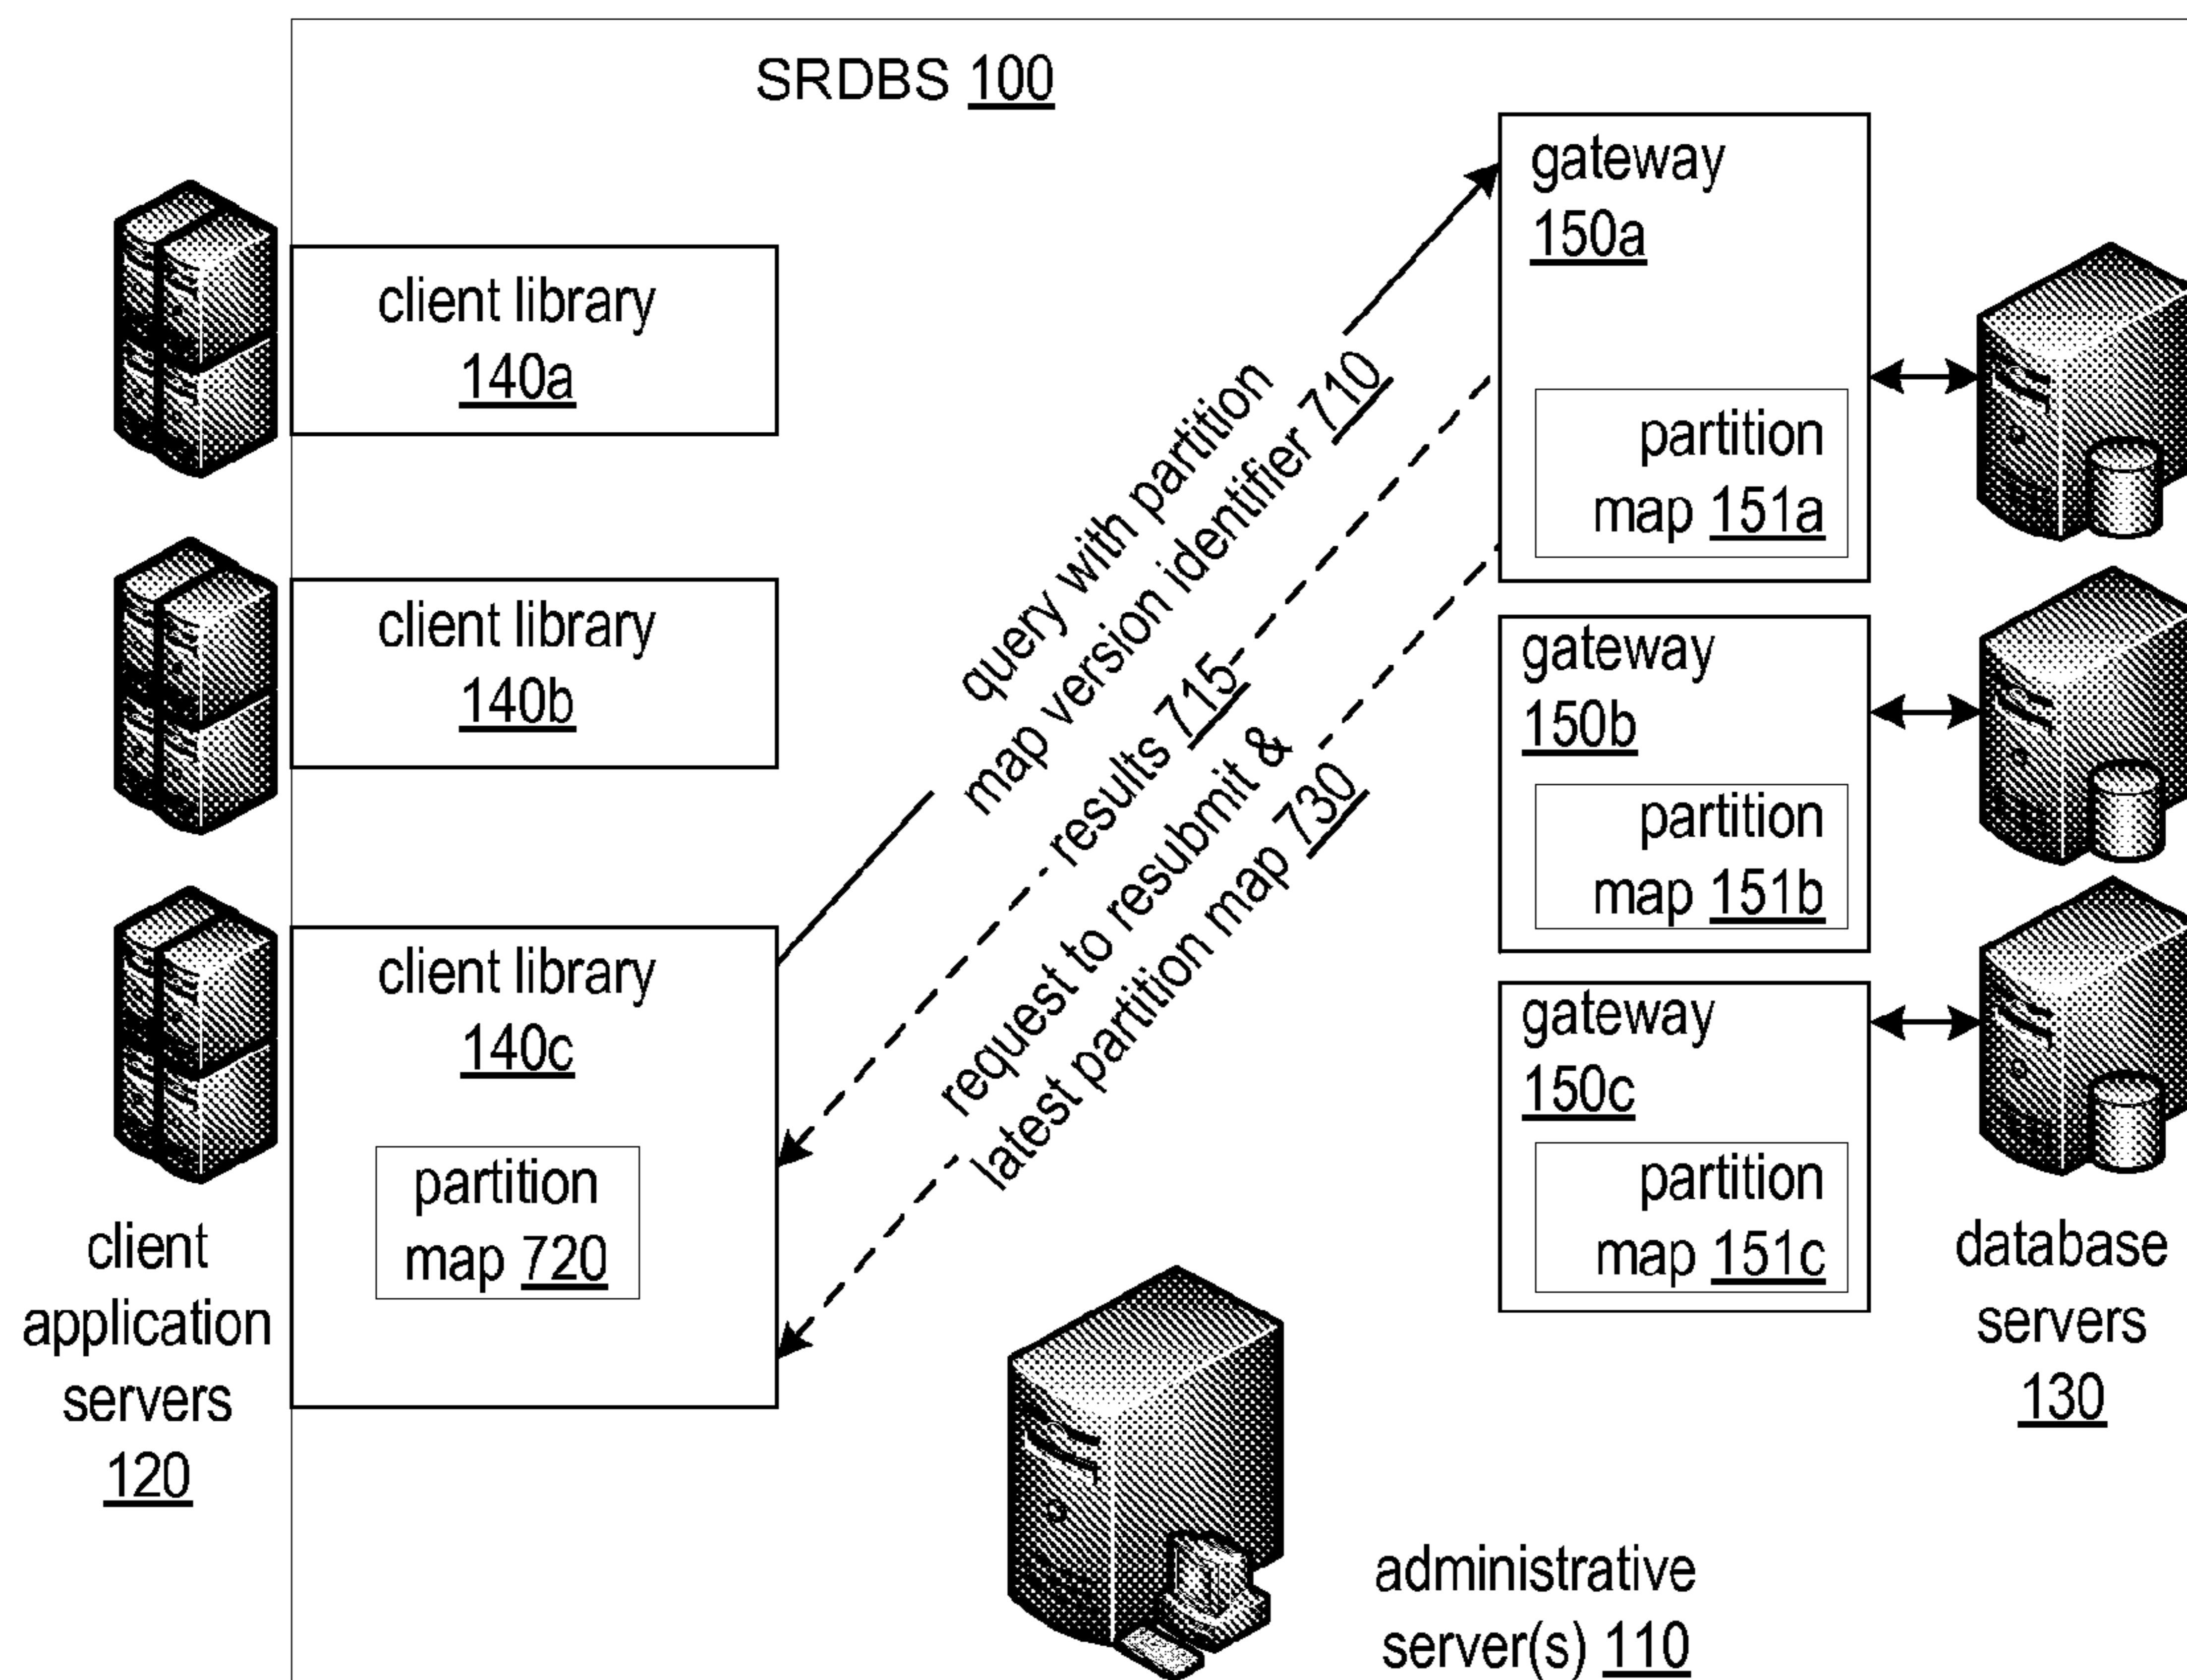 SRDBS 100
client library
140a
client library
140b
client library
140c
partition
map 720
client
application
servers
120
query with partition
map version identifier 710
results 715
request to resubmit &
latest partition map 730
gateway
150a
partition
map 151a
gateway
150b
partition
map 151b
gateway
150c
partition
map 151c
database
servers
130
administrative
server(s) 110